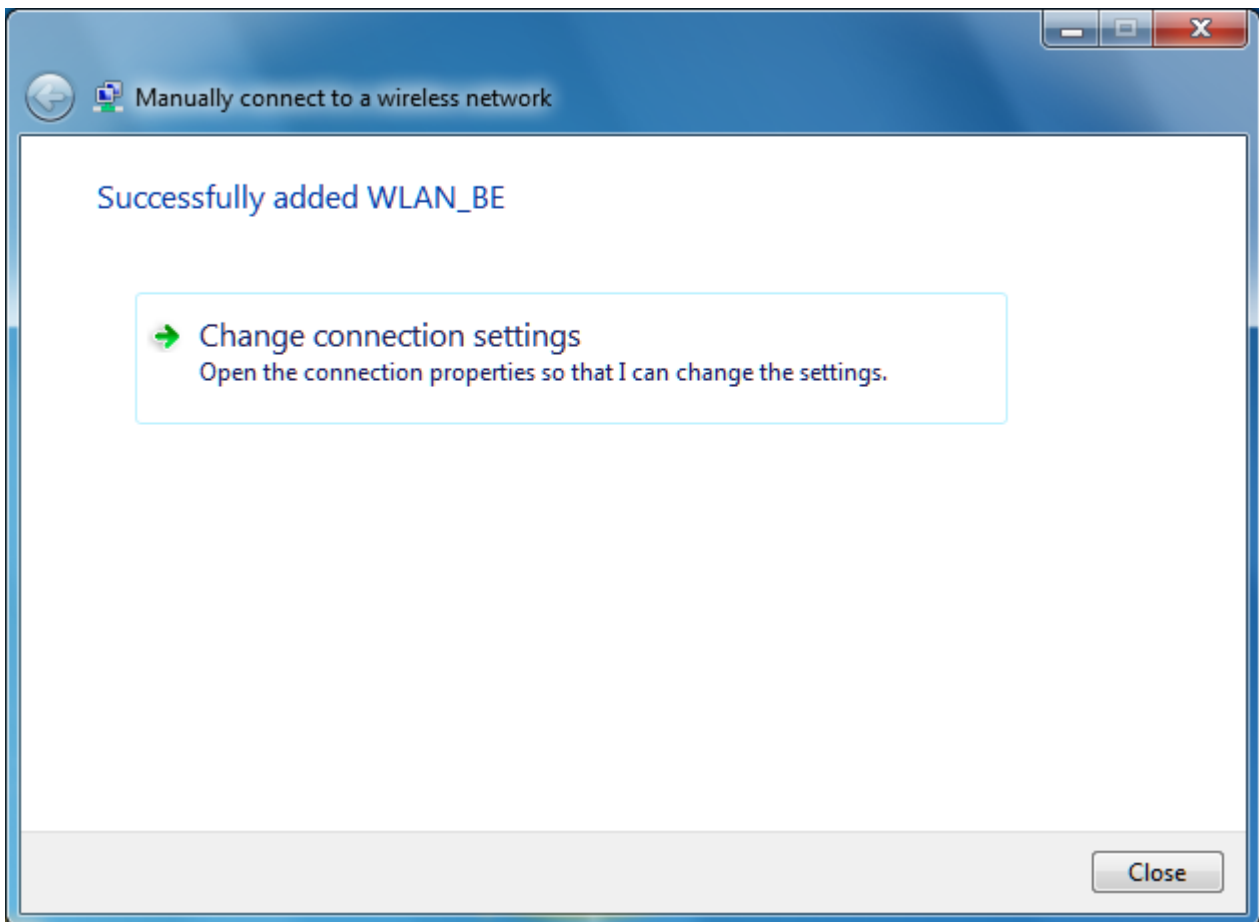 Manually connect to a wireless network
Successfully added WLAN_BE
Change connection settings
Open the connection properties so that I can change the settings.
Close